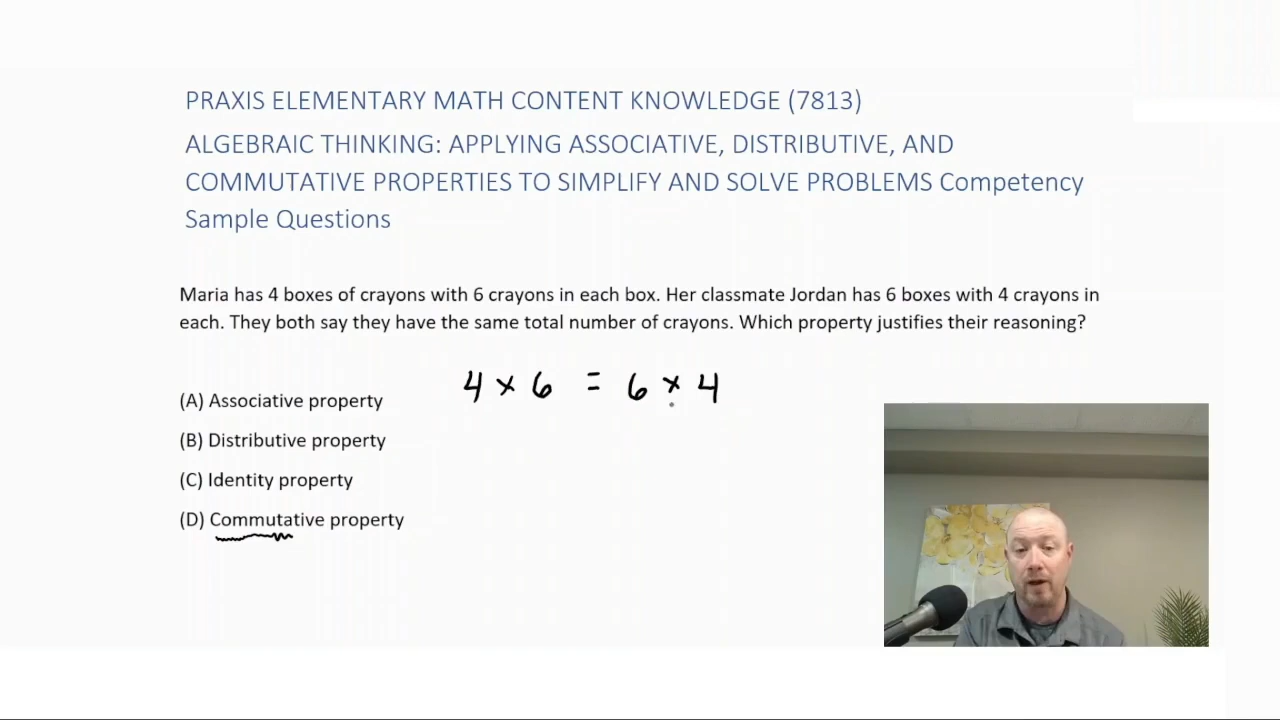 PRAXIS ELEMENTARY MATH CONTENT KNOWLEDGE (7813)
ALGEBRAIC THINKING: APPLYING ASSOCIATIVE, DISTRIBUTIVE, AND
COMMUTATIVE PROPERTIES TO SIMPLIFY AND SOLVE PROBLEMS Competency
Sample Questions
Maria has 4 boxes of crayons with 6 crayons in each box. Her classmate Jordan has 6 boxes with 4 crayons in
each. They both say they have the same total number of crayons. Which property justifies their reasoning?
4 × 6 = 6 × 4
(A) Associative property
(B) Distributive property
(C) Identity property
(D) Commutative property